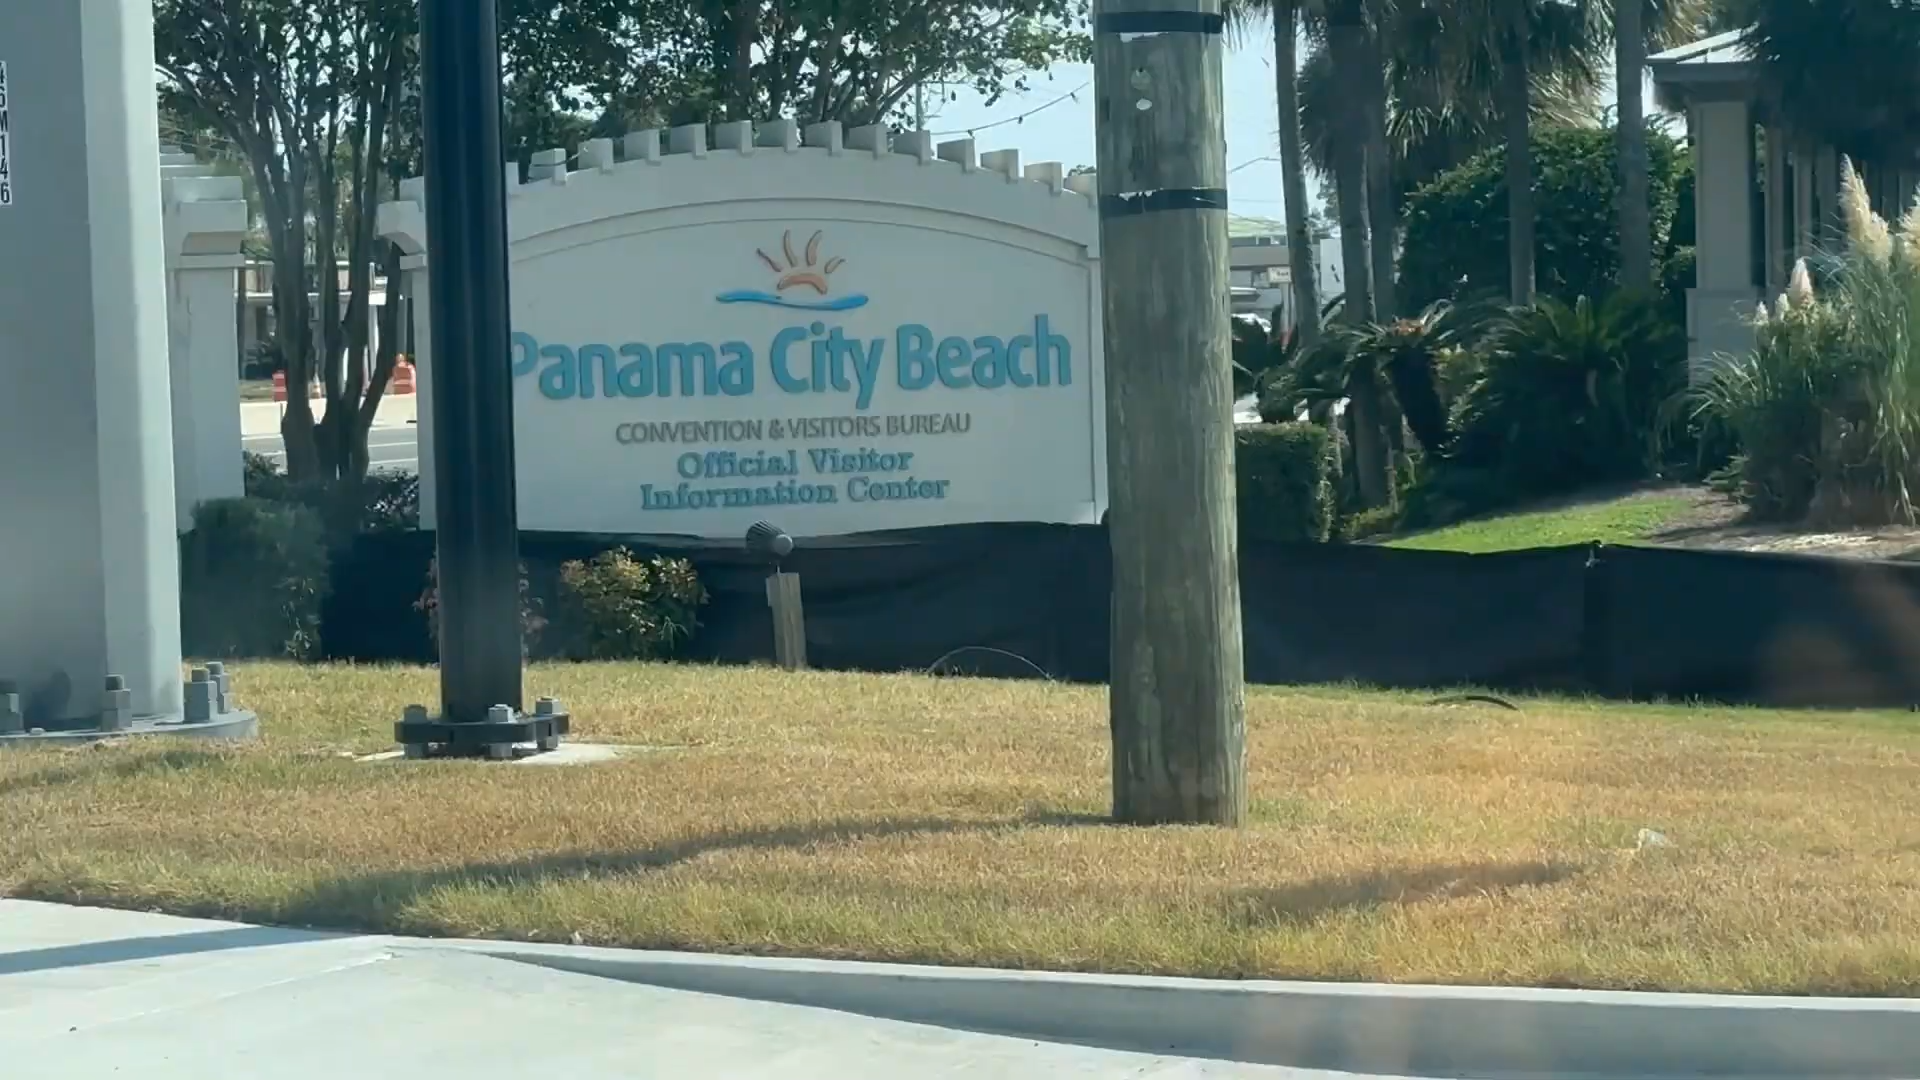 Panama City Beach
CONVENTION & VISITORS BUREAU
Official Visitor
Information Center